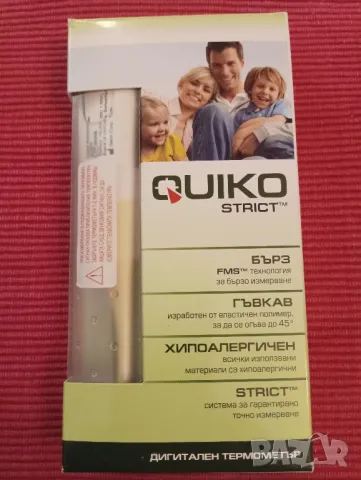 QUIKO
STRICT™
БЪРЗ
FMS™ технология
за бързо измерване
ГЪВКАВ
изработен от еластичен полимер,
за да се огъва до 45°
ХИПОАЛЕРГИЧЕН
всички използвани
материали са хипоалергични
STRICT™
система за гарантирано
точно измерване
ДИГИТАЛЕН ТЕРМОМЕТЪР
BAZAR